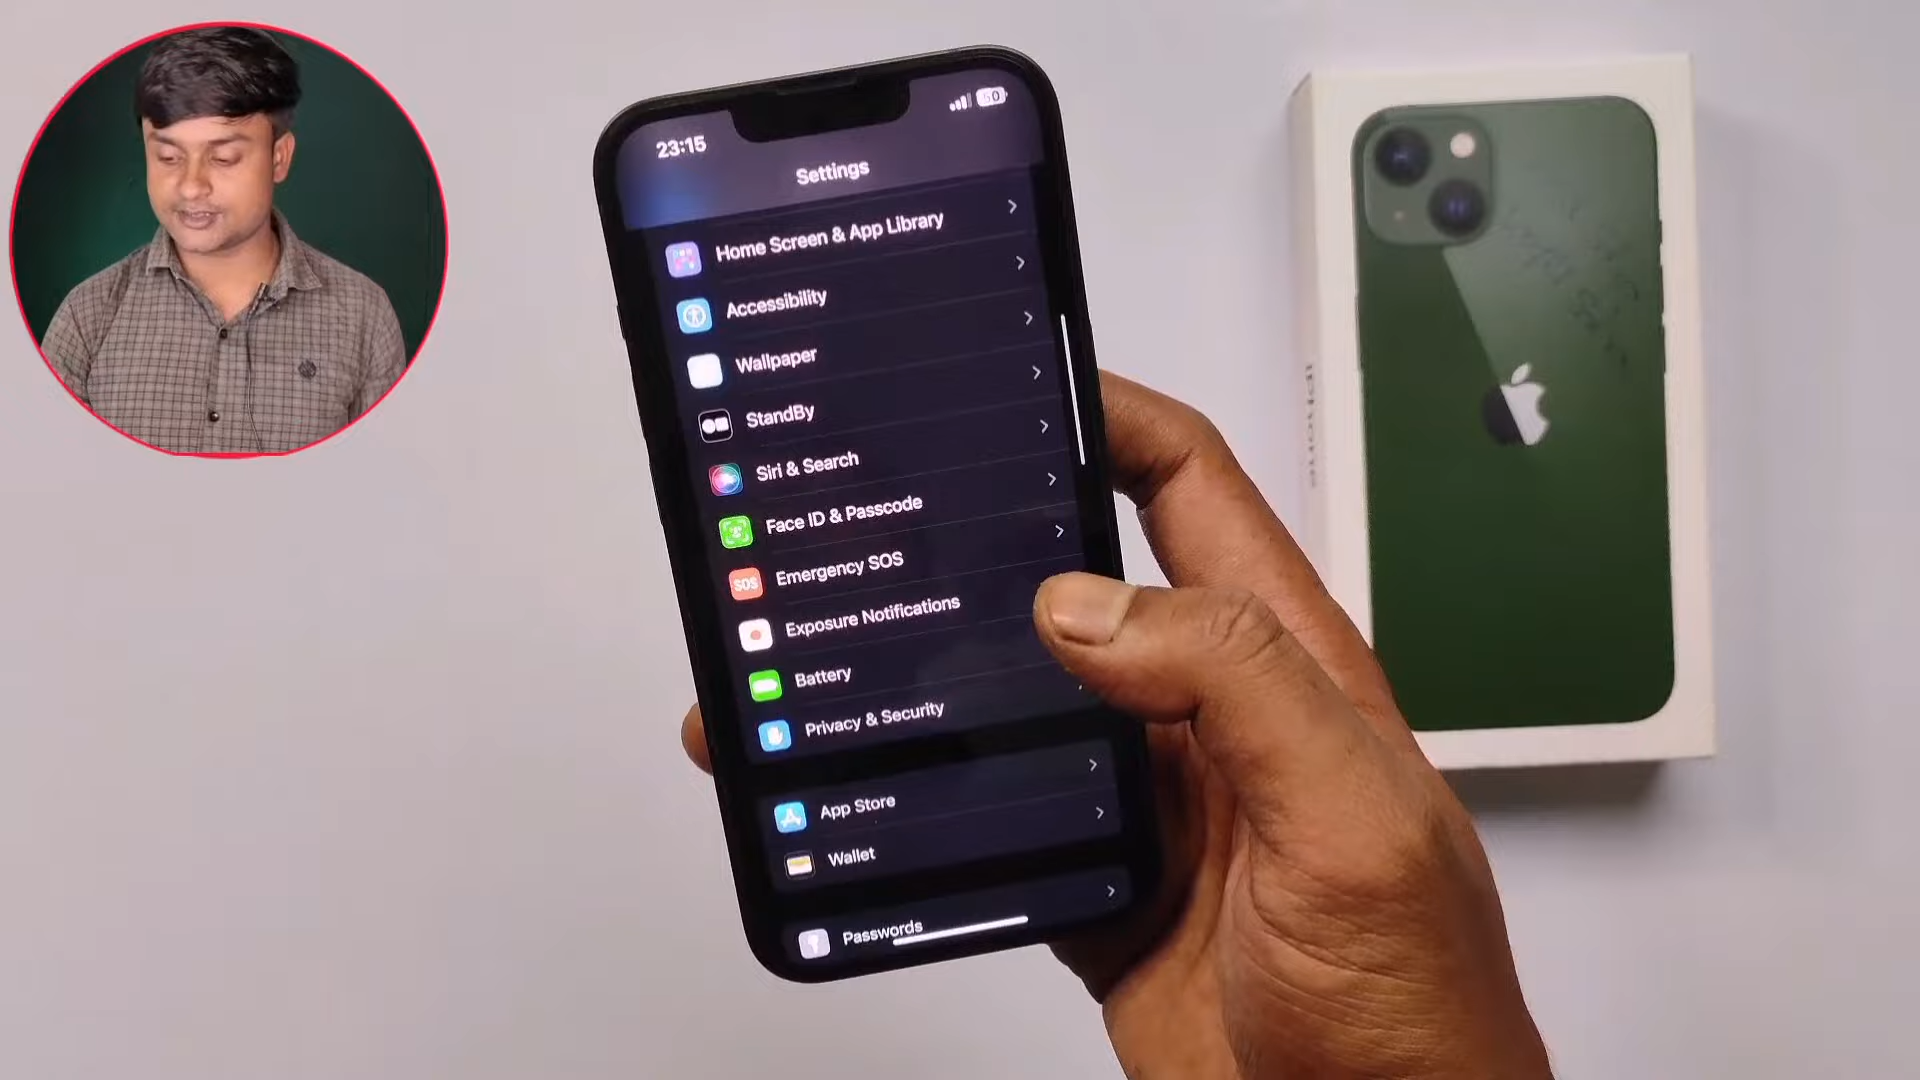 23:15
50
Settings
Home Screen & App Library
Accessibility
Wallpaper
StandBy
Siri & Search
Face ID & Passcode
SOS
Emergency SOS
Exposure Notifications
Battery
Privacy & Security
App Store
Wallet
Passwords
iPhone